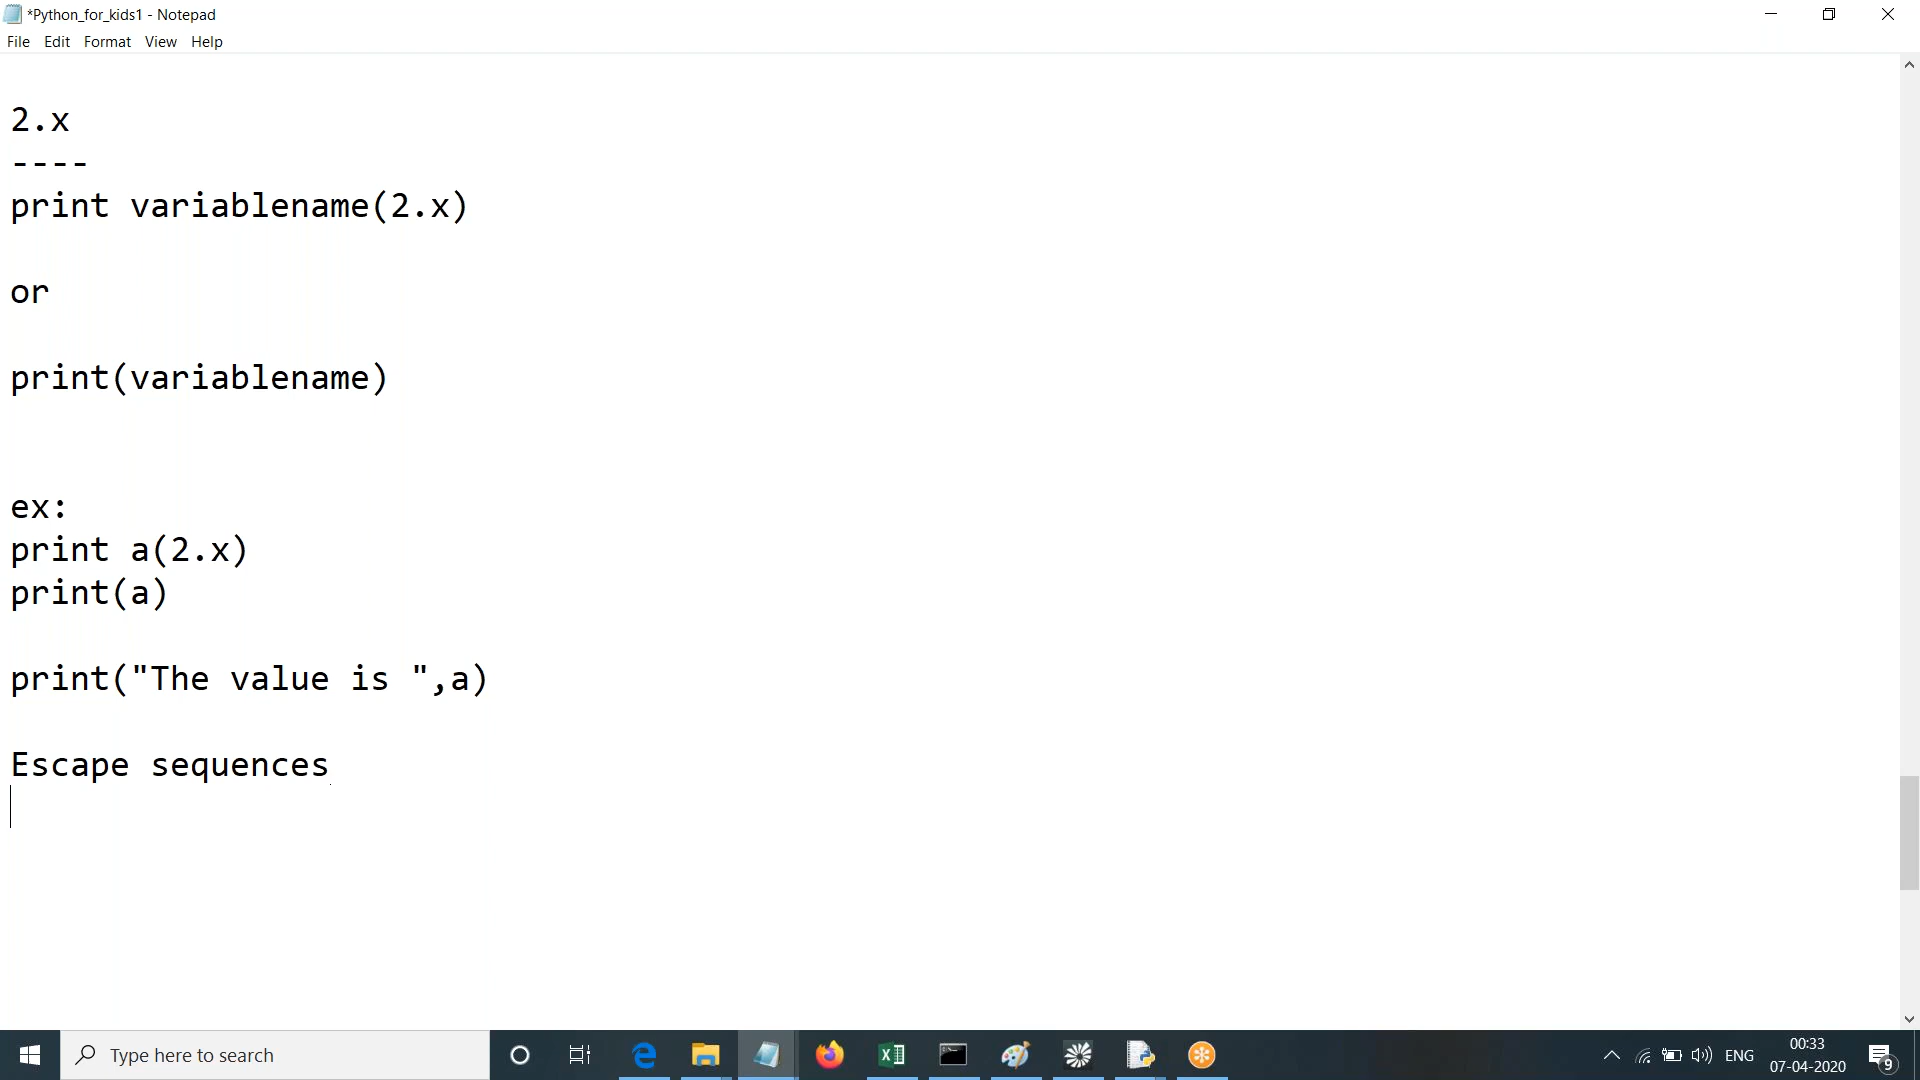 *Python_for_kids1 - Notepad
File Edit Format View Help
2.x
----
print variablename(2.x)
or
print(variablename)
ex:
print a(2.x)
print(a)
print("The value is ",a)
Escape sequences
Type here to search
ENG
00:33
07-04-2020
9